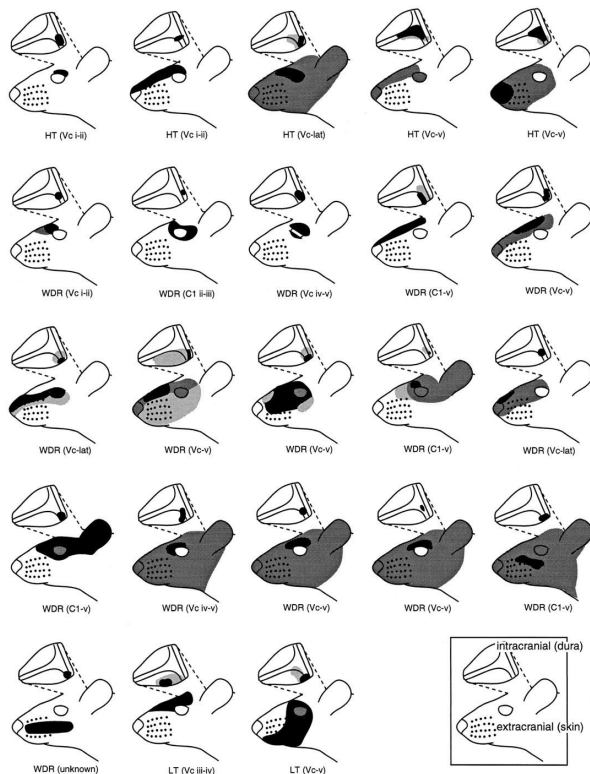 HT (Vc i-ii)
HT (Vc i-ii)
HT (Vc-lat)
HT (Vc-v)
HT (Vc-v)
WDR (Vc i-ii)
WDR (C1 ii-iii)
WDR (Vc iv-v)
WDR (C1-v)
WDR (Vc-v)
WDR (Vc-lat)
WDR (Vc-v)
WDR (Vc-v)
WDR (C1-v)
WDR (Vc-lat)
WDR (C1-v)
WDR (Vc iv-v)
WDR (Vc-v)
WDR (Vc-v)
WDR (C1-v)
intracranial (dura)
extracranial (skin)
WDR (unknown)
LT (Vc iii-iv)
LT (Vc-v)